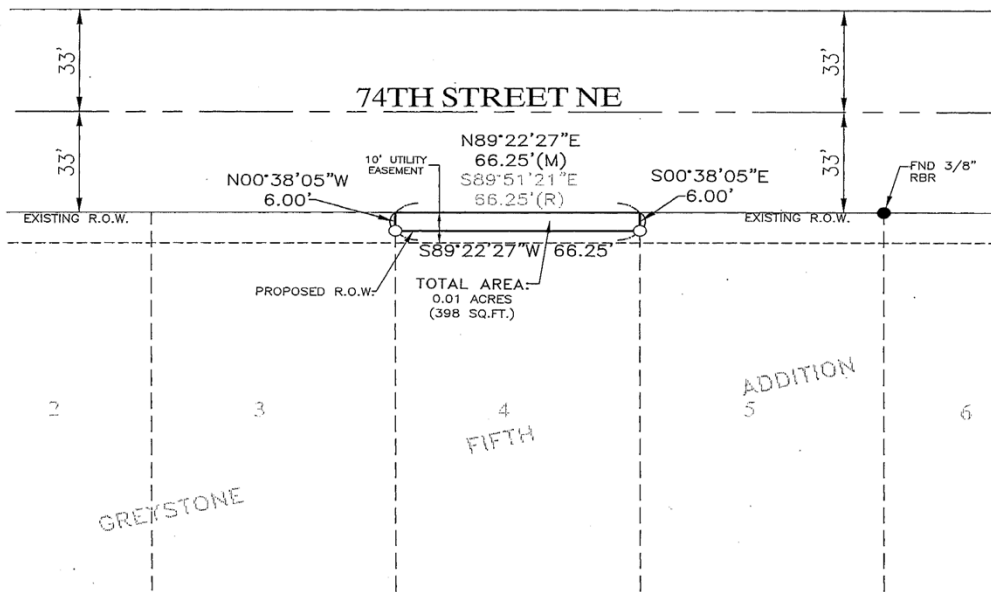 33'
33'
74TH STREET NE
33'
33'
N89°22'27"E
66.25'(M)
S89°51'21"E
66.25'(R)
10' UTILITY
EASEMENT
N00°38'05"W
6.00'
S00°38'05"E
6.00'
FND 3/8"
RBR
EXISTING R.O.W.
EXISTING R.O.W.
S89°22'27"W 66.25'
PROPOSED R.O.W.
TOTAL AREA:
0.01 ACRES
(398 SQ.FT.)
2
3
4
5
6
GREYSTONE
FIFTH
ADDITION